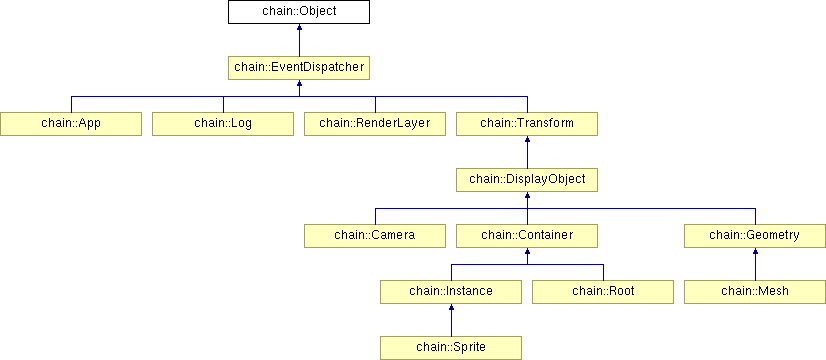 chain::Object
chain::EventDispatcher
chain::App
chain::Log
chain::RenderLayer
chain::Transform
chain::DisplayObject
chain::Camera
chain::Container
chain::Geometry
chain::Instance
chain::Root
chain::Mesh
chain::Sprite